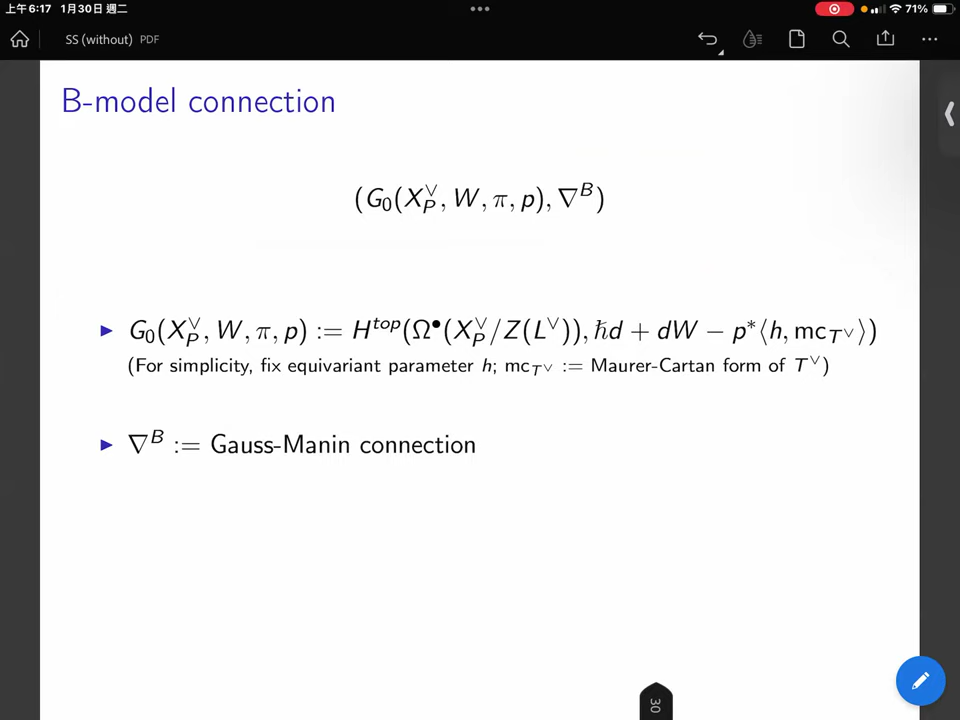 上午6:17 1月30日 週二
71%
SS (without) PDF
B-model connection
(G₀(X_P^∨, W, π, p), ∇^B)
▶ G₀(X_P^∨, W, π, p) := H^{top}(Ω^•(X_P^∨/Z(L^∨)), ℏd + dW − p*⟨h, mc_{T^∨}⟩)
(For simplicity, fix equivariant parameter h; mc_{T^∨} := Maurer-Cartan form of T^∨)
▶ ∇^B := Gauss-Manin connection
30